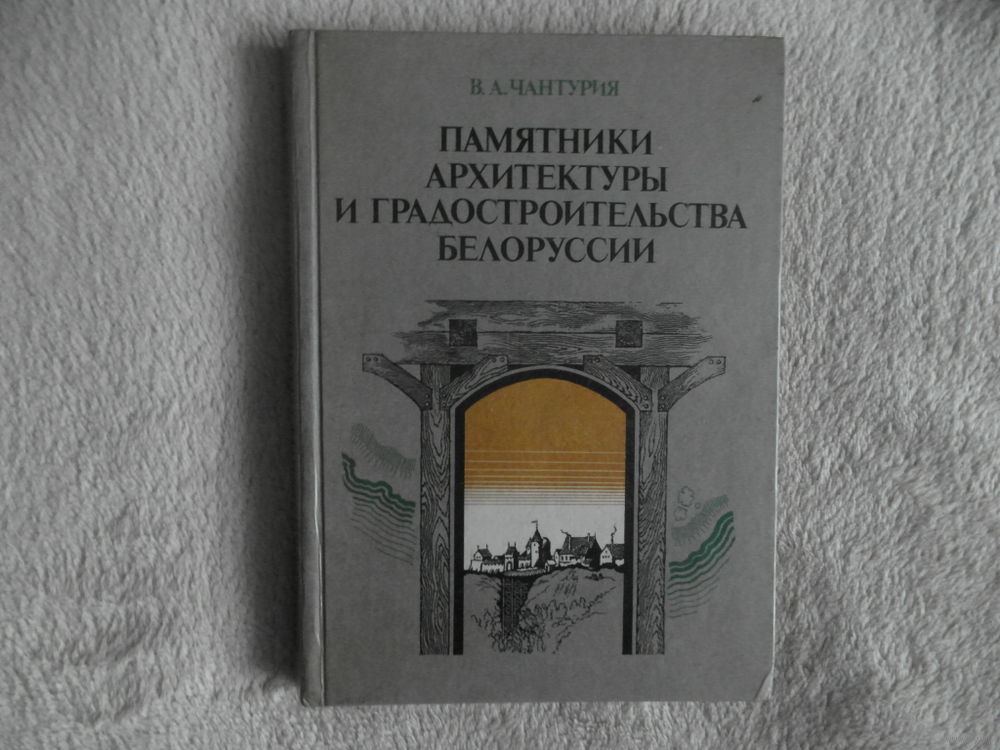 В. А. ЧАНТУРИЯ
ПАМЯТНИКИ
АРХИТЕКТУРЫ
И ГРАДОСТРОИТЕЛЬСТВА
БЕЛОРУССИИ